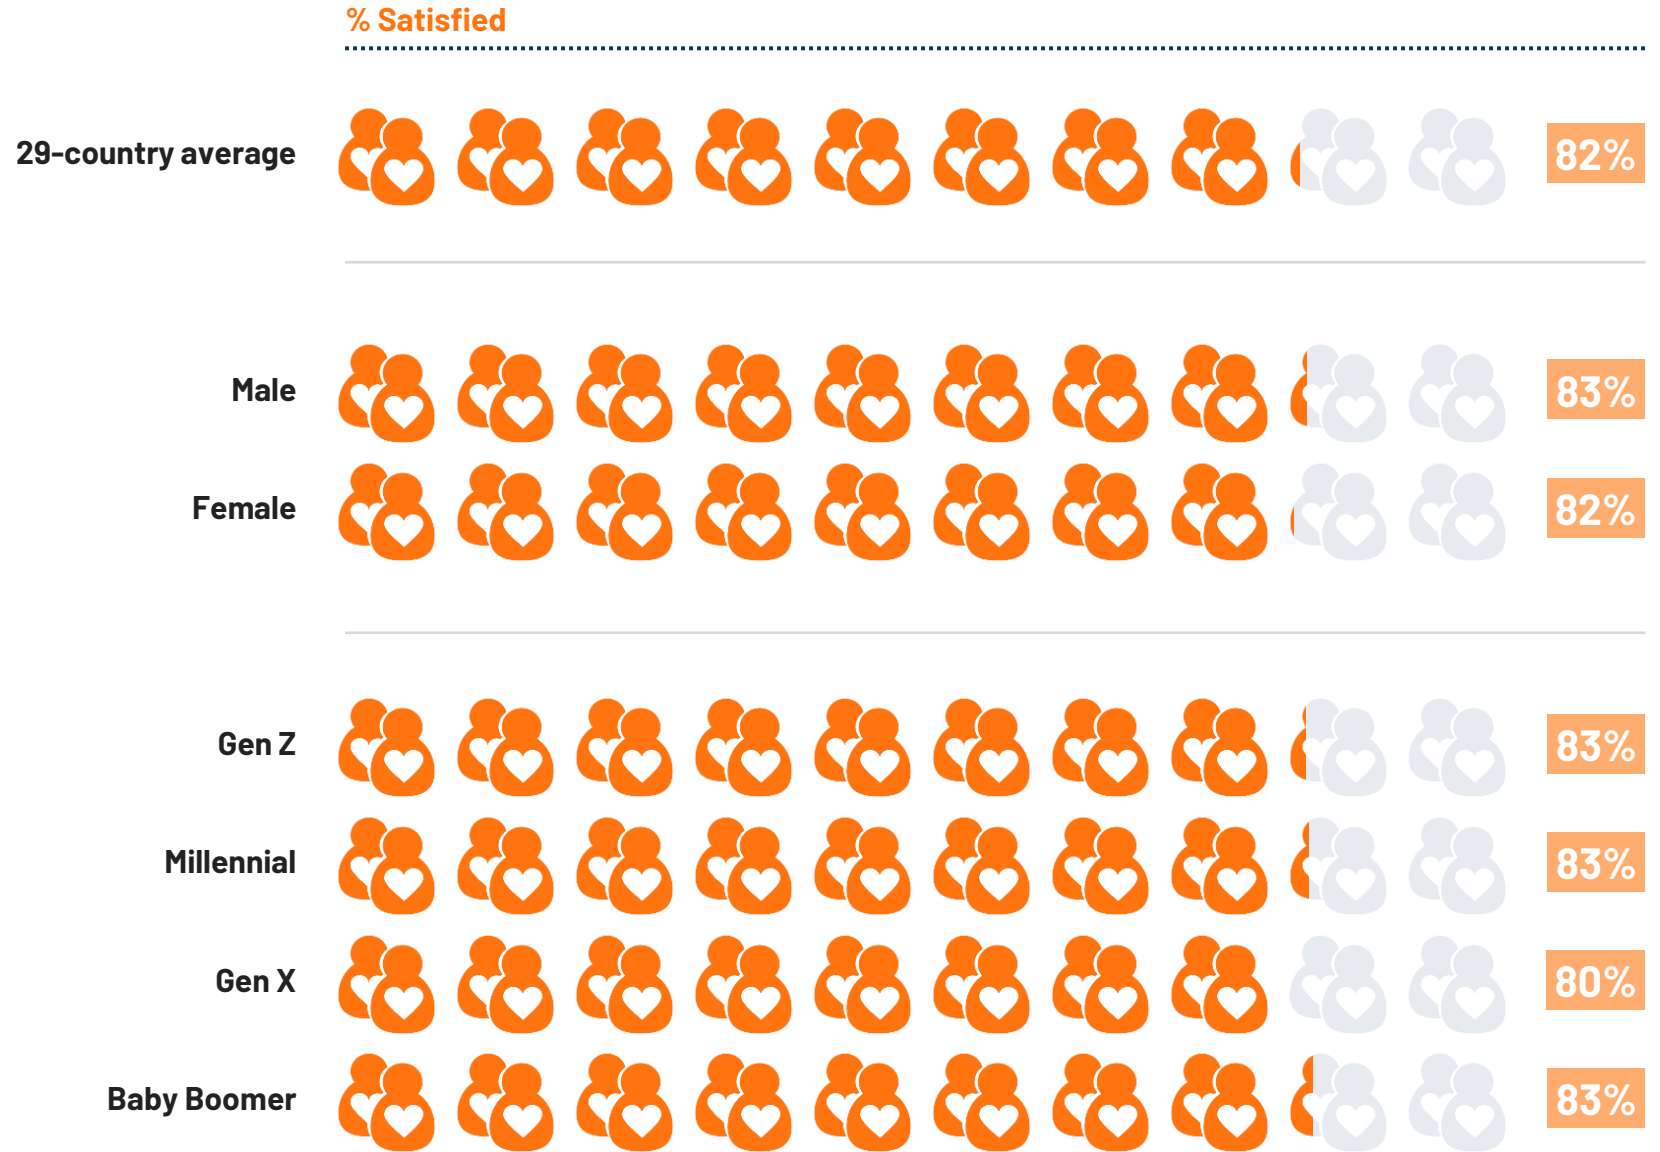 % Satisfied
29-country average 82%
Male 83%
Female 82%
Gen Z 83%
Millennial 83%
Gen X 80%
Baby Boomer 83%